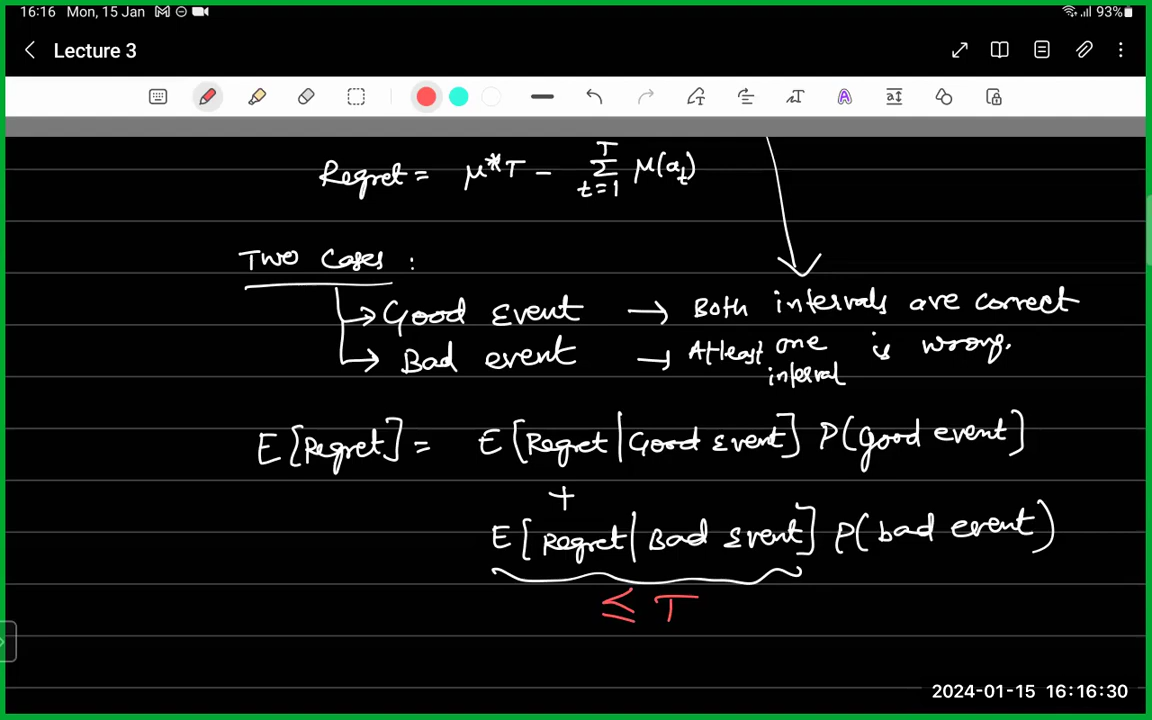 16:16 Mon, 15 Jan 93%
Lecture 3
Regret = μ*T - Σ_{t=1}^{T} μ(a_t)
Two Cases :
→ Good Event → Both intervals are correct
→ Bad event → Atleast one interval is wrong.
E[Regret] = E[Regret|Good Event] P(good event)
+
E[Regret|Bad Event] P(bad event)
≤ T
2024-01-15 16:16:30